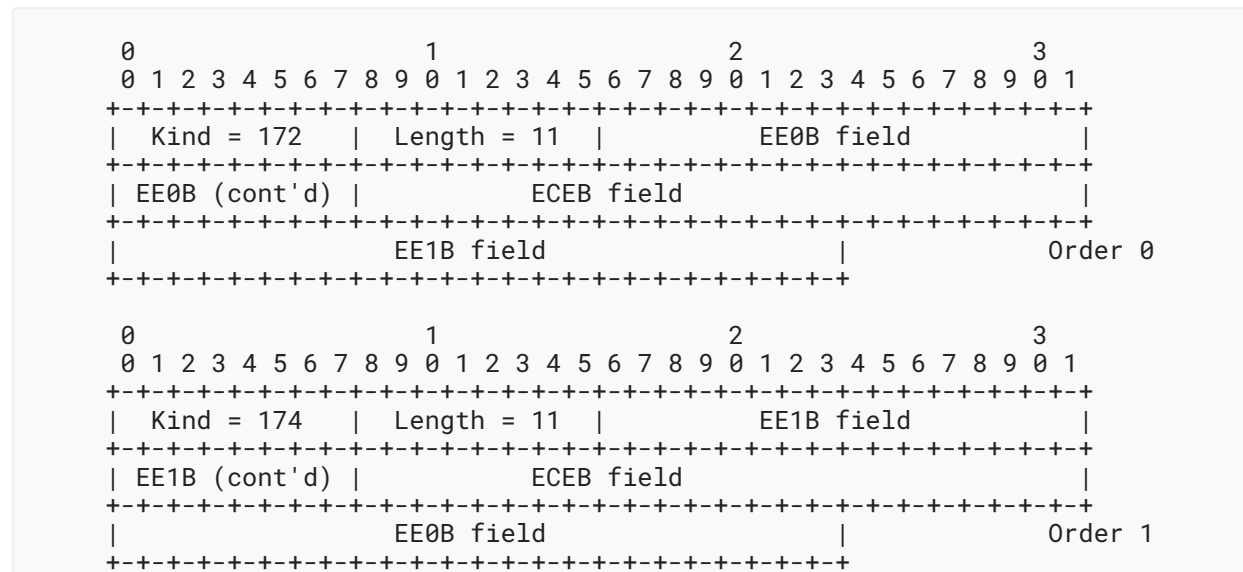 0                   1                   2                   3
 0 1 2 3 4 5 6 7 8 9 0 1 2 3 4 5 6 7 8 9 0 1 2 3 4 5 6 7 8 9 0 1
+-+-+-+-+-+-+-+-+-+-+-+-+-+-+-+-+-+-+-+-+-+-+-+-+-+-+-+-+-+-+-+-+
|  Kind = 172   |  Length = 11  |          EE0B field           |
+-+-+-+-+-+-+-+-+-+-+-+-+-+-+-+-+-+-+-+-+-+-+-+-+-+-+-+-+-+-+-+-+
| EE0B (cont'd) |           ECEB field                          |
+-+-+-+-+-+-+-+-+-+-+-+-+-+-+-+-+-+-+-+-+-+-+-+-+-+-+-+-+-+-+-+-+
|                  EE1B field                   |             Order 0
+-+-+-+-+-+-+-+-+-+-+-+-+-+-+-+-+-+-+-+-+-+-+-+-+

 0                   1                   2                   3
 0 1 2 3 4 5 6 7 8 9 0 1 2 3 4 5 6 7 8 9 0 1 2 3 4 5 6 7 8 9 0 1
+-+-+-+-+-+-+-+-+-+-+-+-+-+-+-+-+-+-+-+-+-+-+-+-+-+-+-+-+-+-+-+-+
|  Kind = 174   |  Length = 11  |          EE1B field           |
+-+-+-+-+-+-+-+-+-+-+-+-+-+-+-+-+-+-+-+-+-+-+-+-+-+-+-+-+-+-+-+-+
| EE1B (cont'd) |           ECEB field                          |
+-+-+-+-+-+-+-+-+-+-+-+-+-+-+-+-+-+-+-+-+-+-+-+-+-+-+-+-+-+-+-+-+
|                  EE0B field                   |             Order 1
+-+-+-+-+-+-+-+-+-+-+-+-+-+-+-+-+-+-+-+-+-+-+-+-+